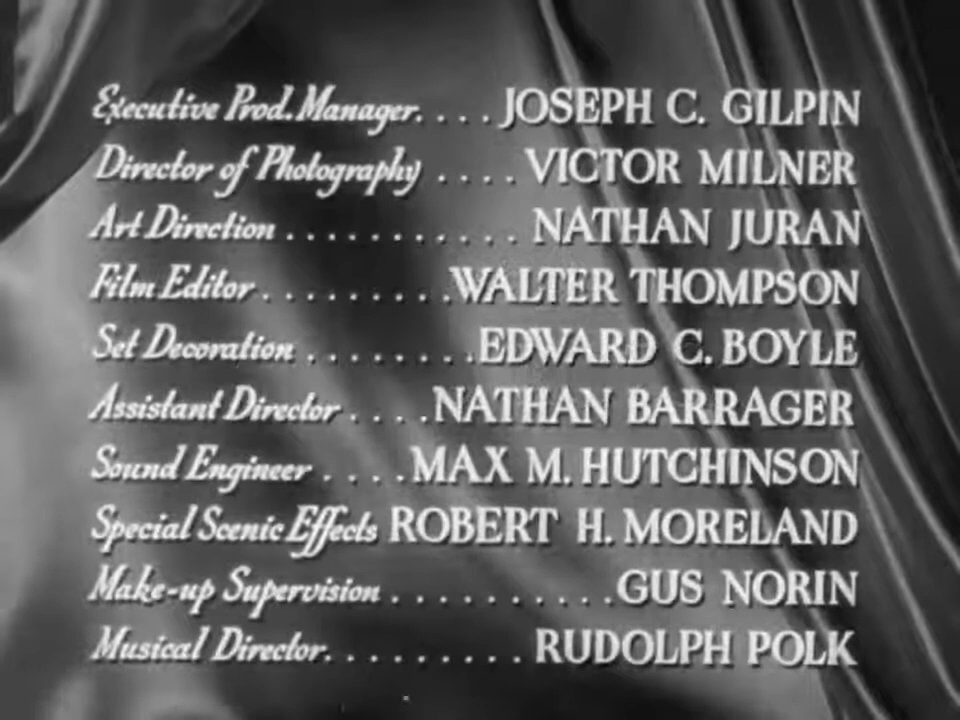 Executive Prod. Manager. . . . JOSEPH C. GILPIN
Director of Photography . . . . VICTOR MILNER
Art Direction . . . . . . . . . . . NATHAN JURAN
Film Editor . . . . . . . . . WALTER THOMPSON
Set Decoration . . . . . . . . EDWARD C. BOYLE
Assistant Director . . . . NATHAN BARRAGER
Sound Engineer . . . . MAX M. HUTCHINSON
Special Scenic Effects ROBERT H. MORELAND
Make-up Supervision . . . . . . . . . . . GUS NORIN
Musical Director. . . . . . . . . . RUDOLPH POLK